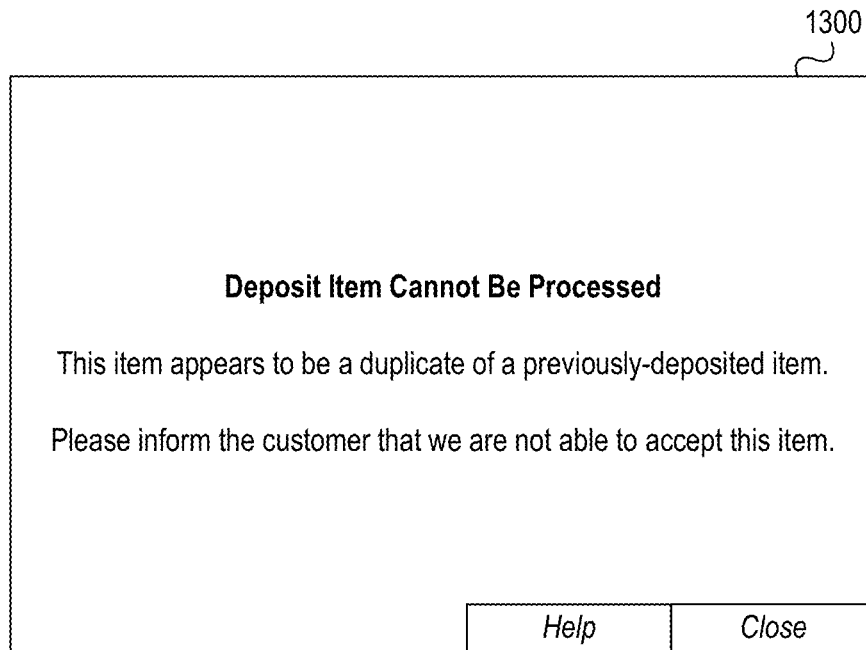 1300
Deposit Item Cannot Be Processed
This item appears to be a duplicate of a previously-deposited item.
Please inform the customer that we are not able to accept this item.
Help Close